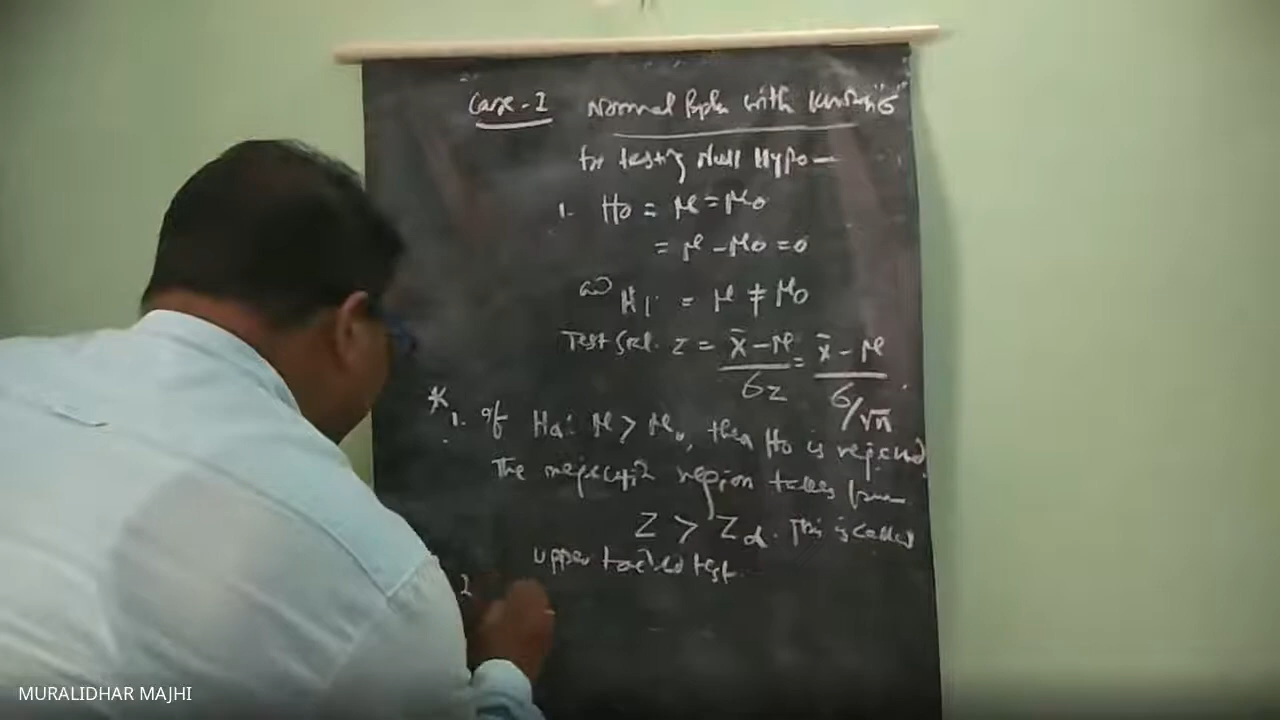 Case-I Normal Popln with known "σ"
for testing Null Hypo—
1. H₀ = μ = μ₀
= μ - μ₀ = 0
and H₁ = μ ≠ μ₀
Test Stat. z = x̄ - μ / σz = x̄ - μ / σ/√n
* 1. If Ha: μ > μ₀, then H₀ is rejected
The rejection region takes form
Z > Zα. This is called
upper tailed test
2
MURALIDHAR MAJHI